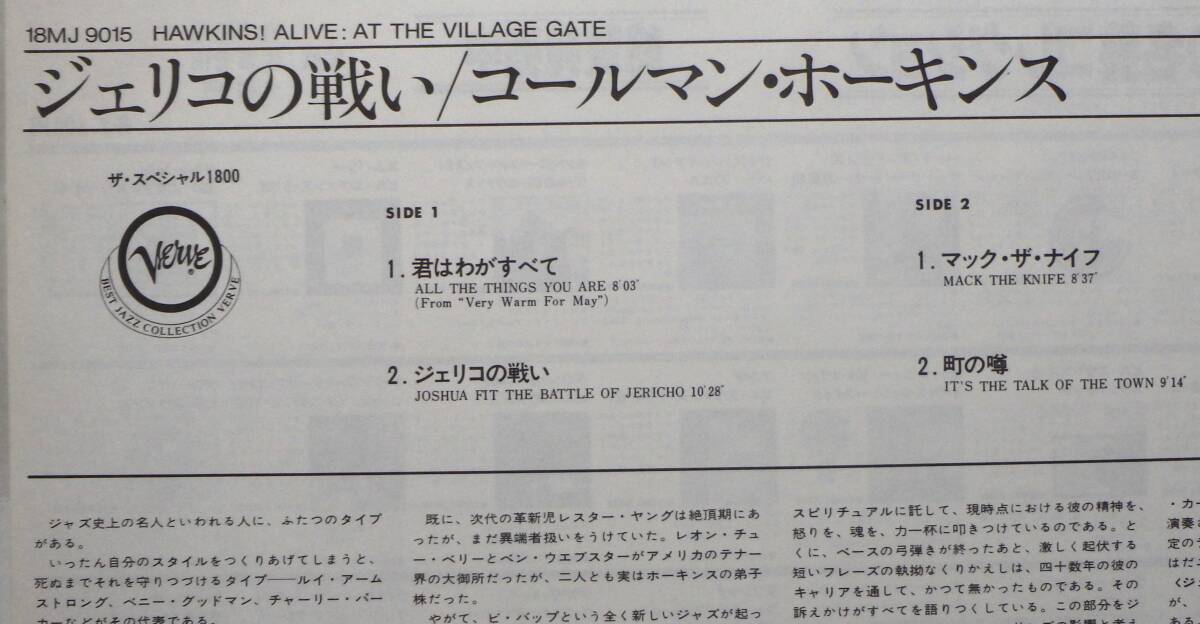 18MJ 9015 HAWKINS! ALIVE: AT THE VILLAGE GATE
ジェリコの戦い/コールマン・ホーキンス
ザ・スペシャル1800
Verve
BEST JAZZ COLLECTION VERVE
SIDE 1
1. 君はわがすべて
ALL THE THINGS YOU ARE 8′03″
(From “Very Warm For May”)
2. ジェリコの戦い
JOSHUA FIT THE BATTLE OF JERICHO 10′28″
SIDE 2
1. マック・ザ・ナイフ
MACK THE KNIFE 8′37″
2. 町の噂
IT'S THE TALK OF THE TOWN 9′14″
ジャズ史上の名人といわれる人に、ふたつのタイプ
がある。
いったん自分のスタイルをつくりあげてしまうと、
死ぬまでそれを守りつづけるタイプ──ルイ・アーム
ストロング、ベニー・グッドマン、チャーリー・パー
カーなどがその代表である。
既に、次代の革新児レスター・ヤングは絶頂期にあ
ったが、まだ異端者扱いをうけていた。レオン・チュ
ー・ベリーとベン・ウエブスターがアメリカのテナー
界の大御所だったが、二人とも実はホーキンスの弟子
株だった。
やがて、ビ・バップという全く新しいジャズが起っ
スピリチュアルに託して、現時点における彼の精神を、
怒りを、魂を、力一杯に叩きつけているのである。と
くに、ベースの弓弾きが終ったあと、激しく起伏する
短いフレーズの執拗なくりかえしは、四十数年の彼の
キャリアを通して、かつて無かったものである。その
訴えかけがすべてを語りつくしている。この部分をジ
・カ
演奏
定の
はだ
〈ジ
が、
ある